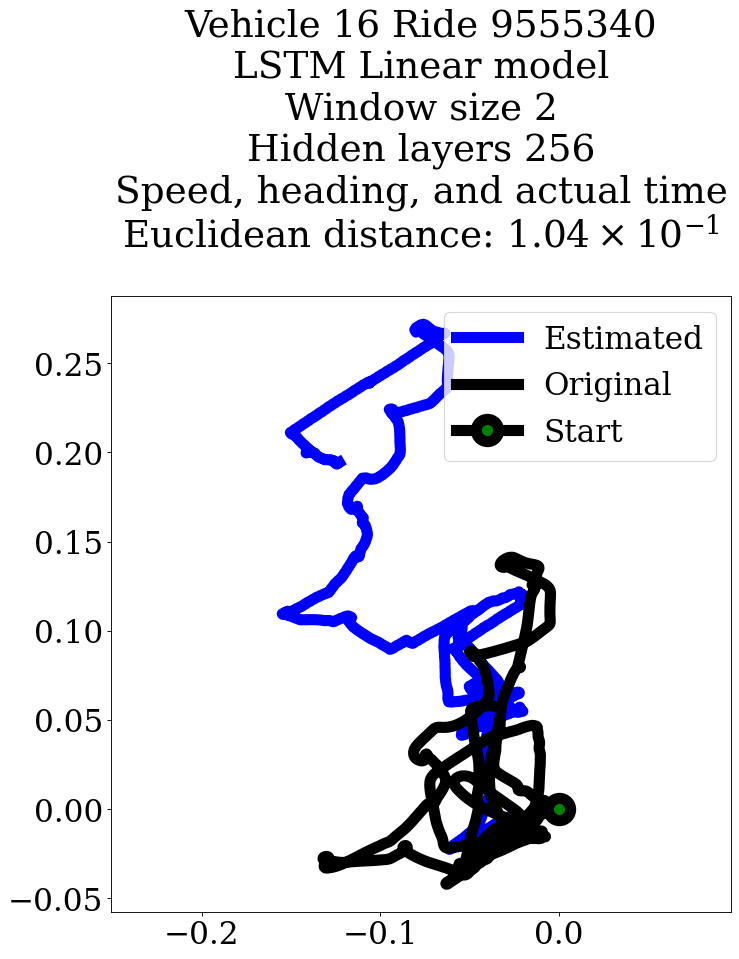 Vehicle 16 Ride 9555340
LSTM Linear model
Window size 2
Hidden layers 256
Speed, heading, and actual time
Euclidean distance: 1.04 × 10⁻¹
Estimated
Original
Start
0.25
0.20
0.15
0.10
0.05
0.00
−0.05
−0.2
−0.1
0.0